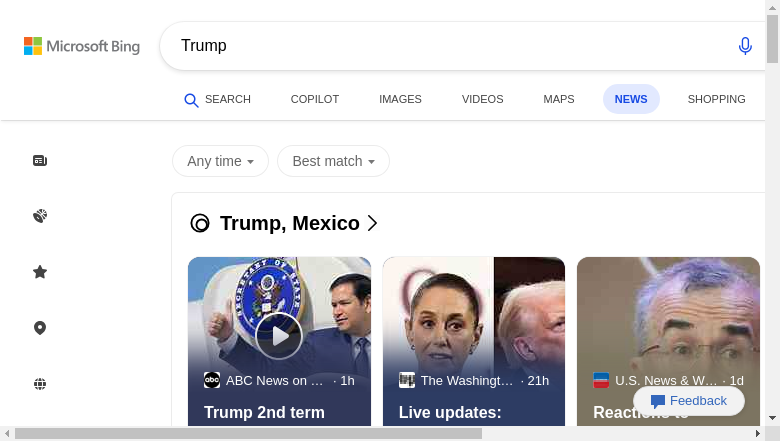 Microsoft Bing
Trump
SEARCH
COPILOT
IMAGES
VIDEOS
MAPS
NEWS
SHOPPING
Any time
Best match
Trump, Mexico
abc
ABC News on ... · 1h
Trump 2nd term
The Washingt... · 21h
Live updates:
U.S. News & W... · 1d
Reactions to
Feedback